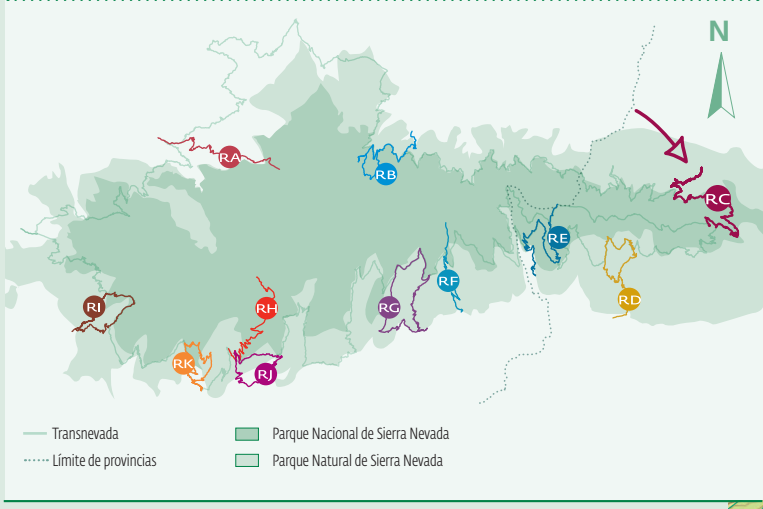 N
RA
RB
RC
RE
RF
RD
RG
RI
RH
RK
RJ
Transnevada
Parque Nacional de Sierra Nevada
Límite de provincias
Parque Natural de Sierra Nevada